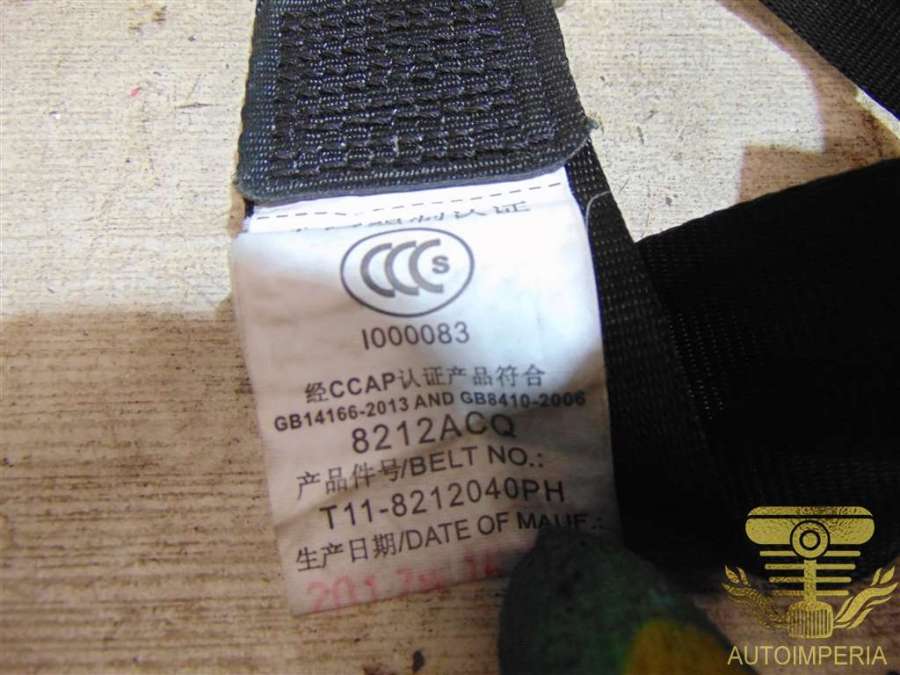 CCC S
I000083
经CCAP认证产品符合
GB14166-2013 AND GB8410-2006
8212ACQ
产品件号/BELT NO.:
T11-8212040PH
生产日期/DATE OF MAUF.:
AUTOIMPERIA